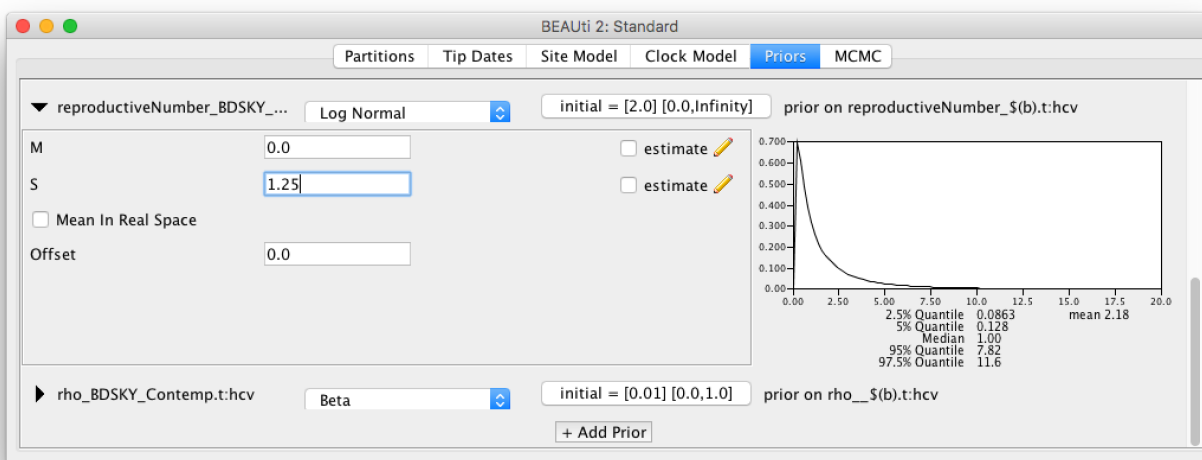 BEAUti 2: Standard
Partitions Tip Dates Site Model Clock Model Priors MCMC
reproductiveNumber_BDSKY_... Log Normal initial = [2.0] [0.0,Infinity] prior on reproductiveNumber_$(b).t:hcv
M 0.0 estimate
S 1.25 estimate
Mean In Real Space
Offset 0.0
0.700
0.600
0.500
0.400
0.300
0.200
0.100
0.00
0.00 2.50 5.00 7.50 10.0 12.5 15.0 17.5 20.0
2.5% Quantile 0.0863 mean 2.18
5% Quantile 0.128
Median 1.00
95% Quantile 7.82
97.5% Quantile 11.6
rho_BDSKY_Contemp.t:hcv Beta initial = [0.01] [0.0,1.0] prior on rho__$(b).t:hcv
+ Add Prior